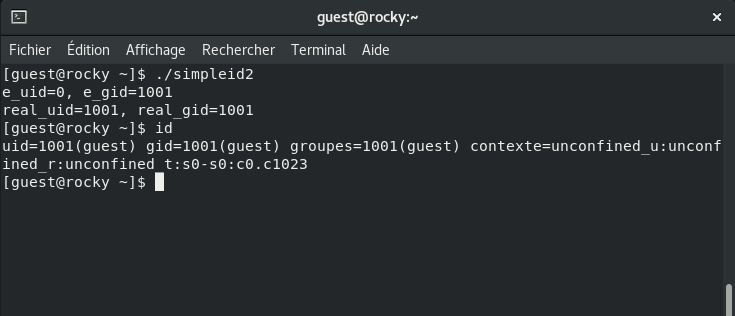 guest@rocky:~
Fichier Édition Affichage Rechercher Terminal Aide
[guest@rocky ~]$ ./simpleid2
e_uid=0, e_gid=1001
real_uid=1001, real_gid=1001
[guest@rocky ~]$ id
uid=1001(guest) gid=1001(guest) groupes=1001(guest) contexte=unconfined_u:unconf
ined_r:unconfined_t:s0-s0:c0.c1023
[guest@rocky ~]$